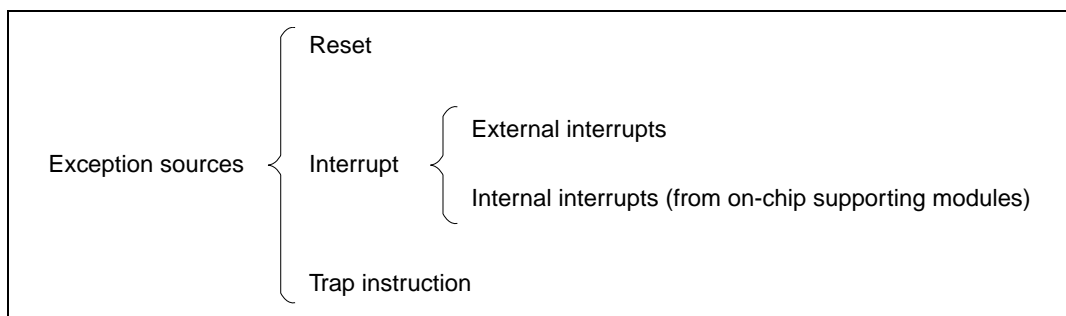 Reset
External interrupts
Exception sources
Interrupt
Internal interrupts (from on-chip supporting modules)
Trap instruction